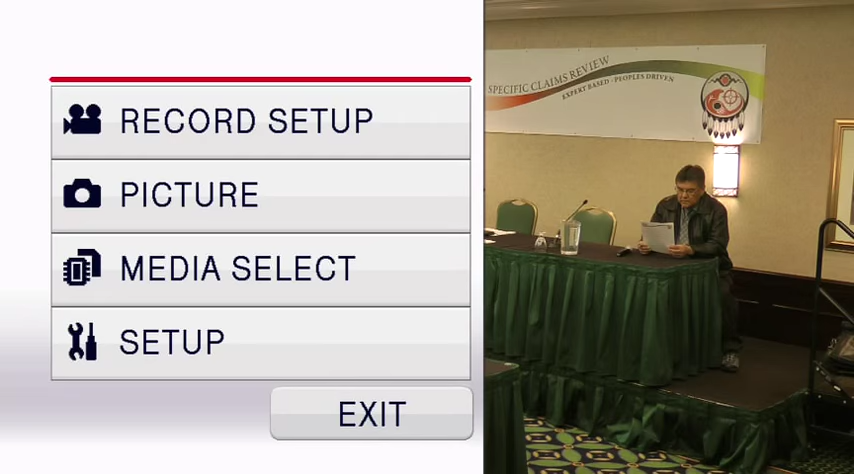 RECORD SETUP
PICTURE
MEDIA SELECT
SETUP
EXIT
SPECIFIC CLAIMS REVIEW
EXPERT BASED - PEOPLES DRIVEN